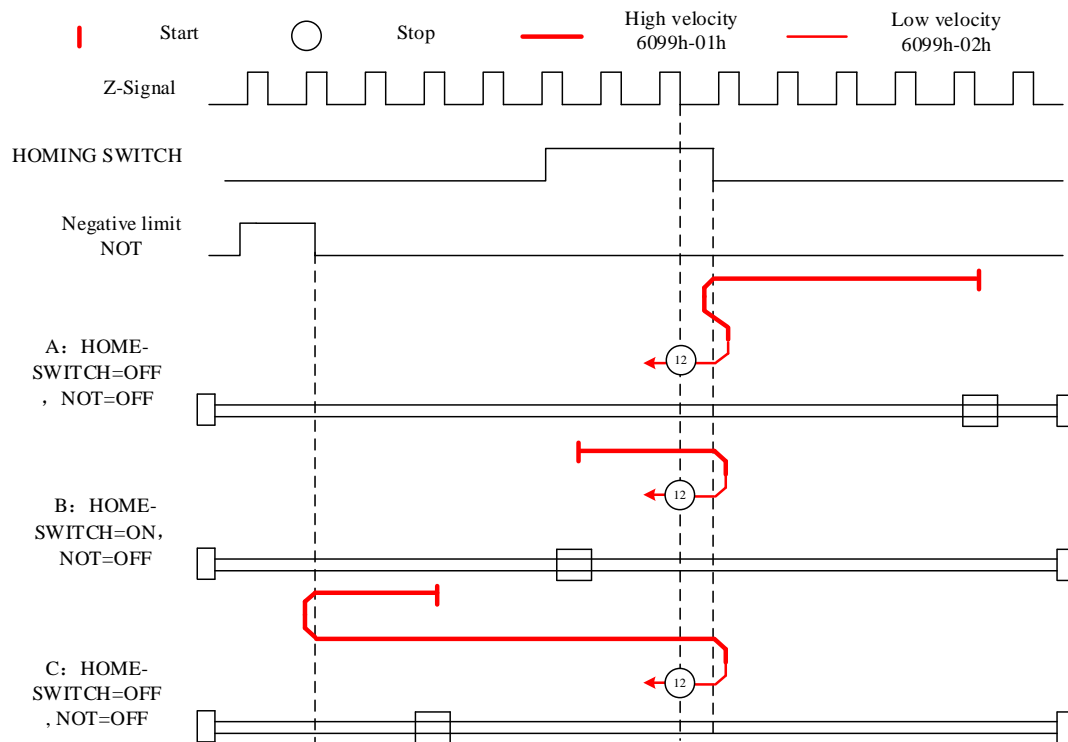 Start
Stop
High velocity
6099h-01h
Low velocity
6099h-02h
Z-Signal
HOMING SWITCH
Negative limit
NOT
A：HOME-
SWITCH=OFF
，NOT=OFF
12
B：HOME-
SWITCH=ON，
NOT=OFF
12
C：HOME-
SWITCH=OFF
, NOT=OFF
12